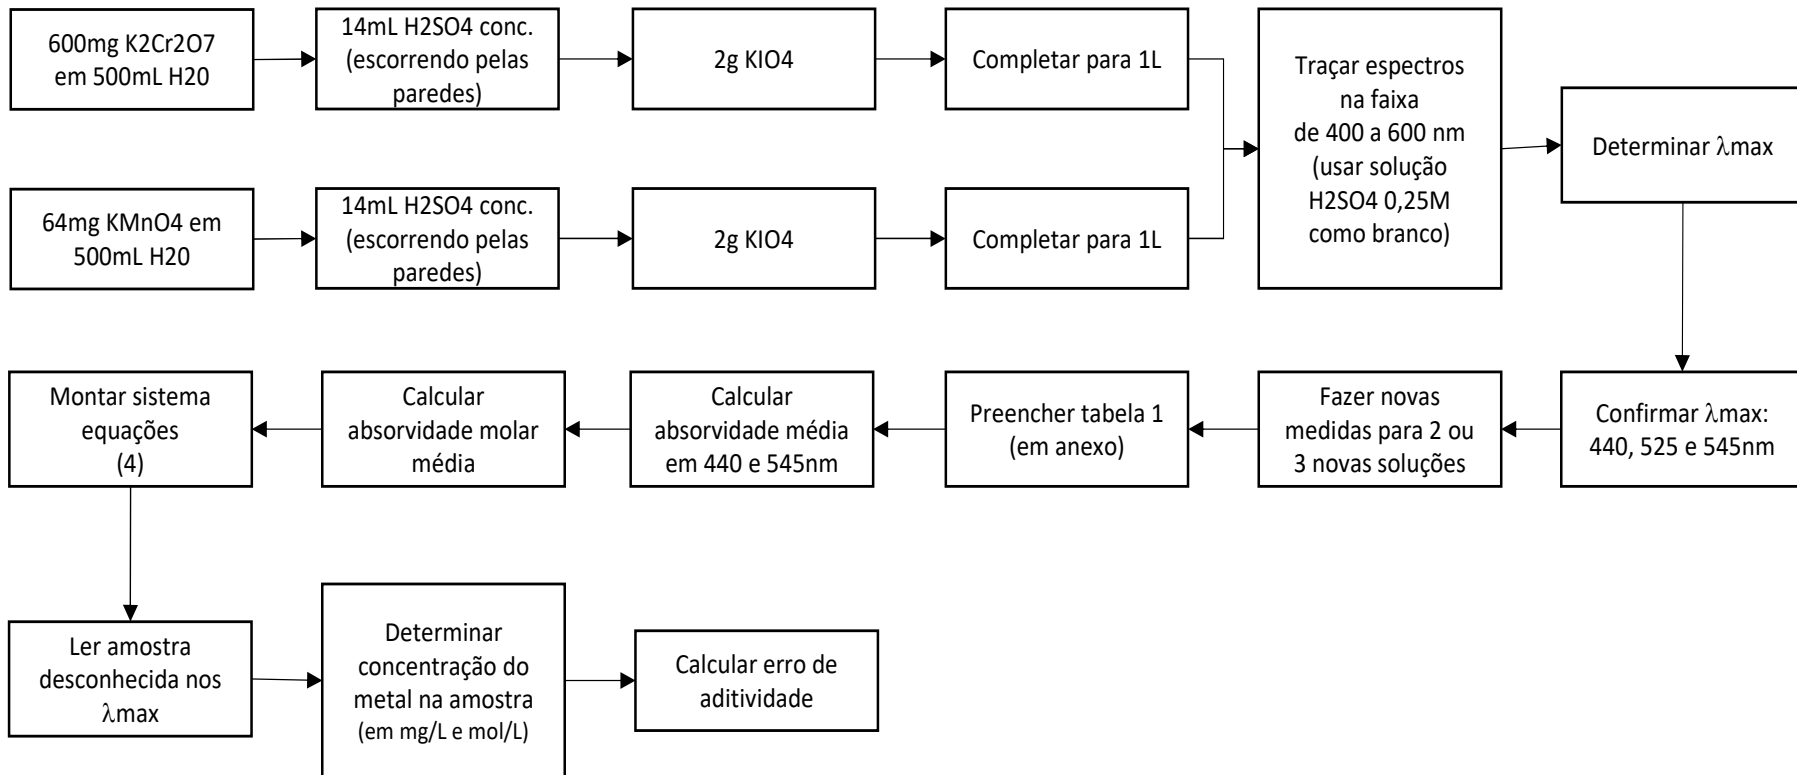 600mg K2Cr2O7
em 500mL H20
14mL H2SO4 conc.
(escorrendo pelas
paredes)
2g KIO4
Completar para 1L
Traçar espectros
na faixa
de 400 a 600 nm
(usar solução
H2SO4 0,25M
como branco)
Determinar λmax
64mg KMnO4 em
500mL H20
14mL H2SO4 conc.
(escorrendo pelas
paredes)
2g KIO4
Completar para 1L
Confirmar λmax:
440, 525 e 545nm
Fazer novas
medidas para 2 ou
3 novas soluções
Preencher tabela 1
(em anexo)
Calcular
absorvidade média
em 440 e 545nm
Calcular
absorvidade molar
média
Montar sistema
equações
(4)
Ler amostra
desconhecida nos
λmax
Determinar
concentração do
metal na amostra
(em mg/L e mol/L)
Calcular erro de
aditividade